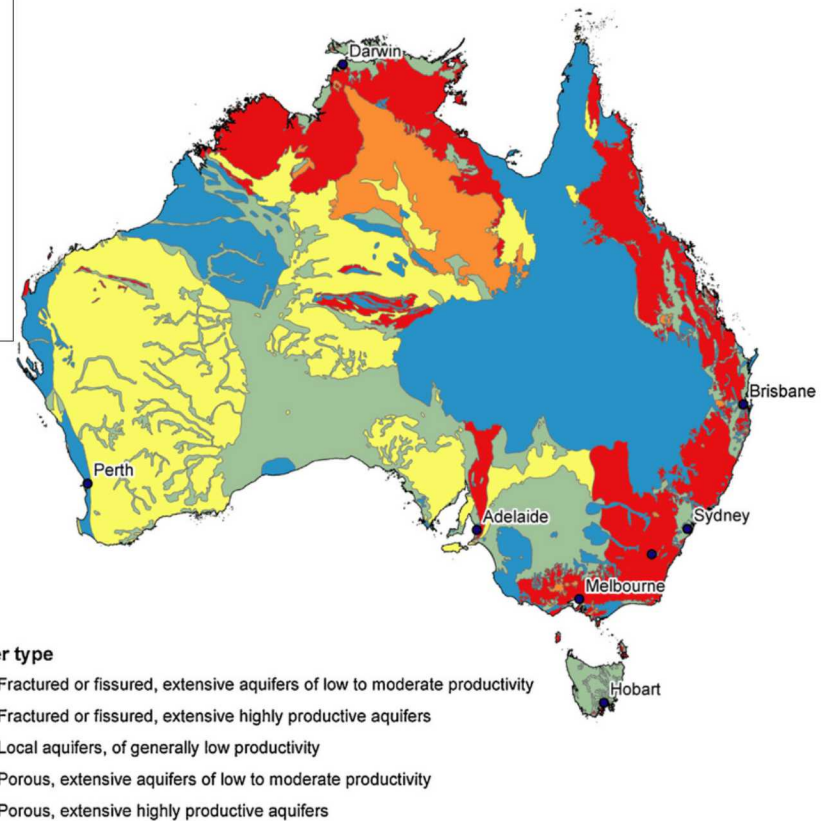 Darwin
Brisbane
Perth
Adelaide
Sydney
Melbourne
Hobart
r type
Fractured or fissured, extensive aquifers of low to moderate productivity
Fractured or fissured, extensive highly productive aquifers
Local aquifers, of generally low productivity
Porous, extensive aquifers of low to moderate productivity
Porous, extensive highly productive aquifers